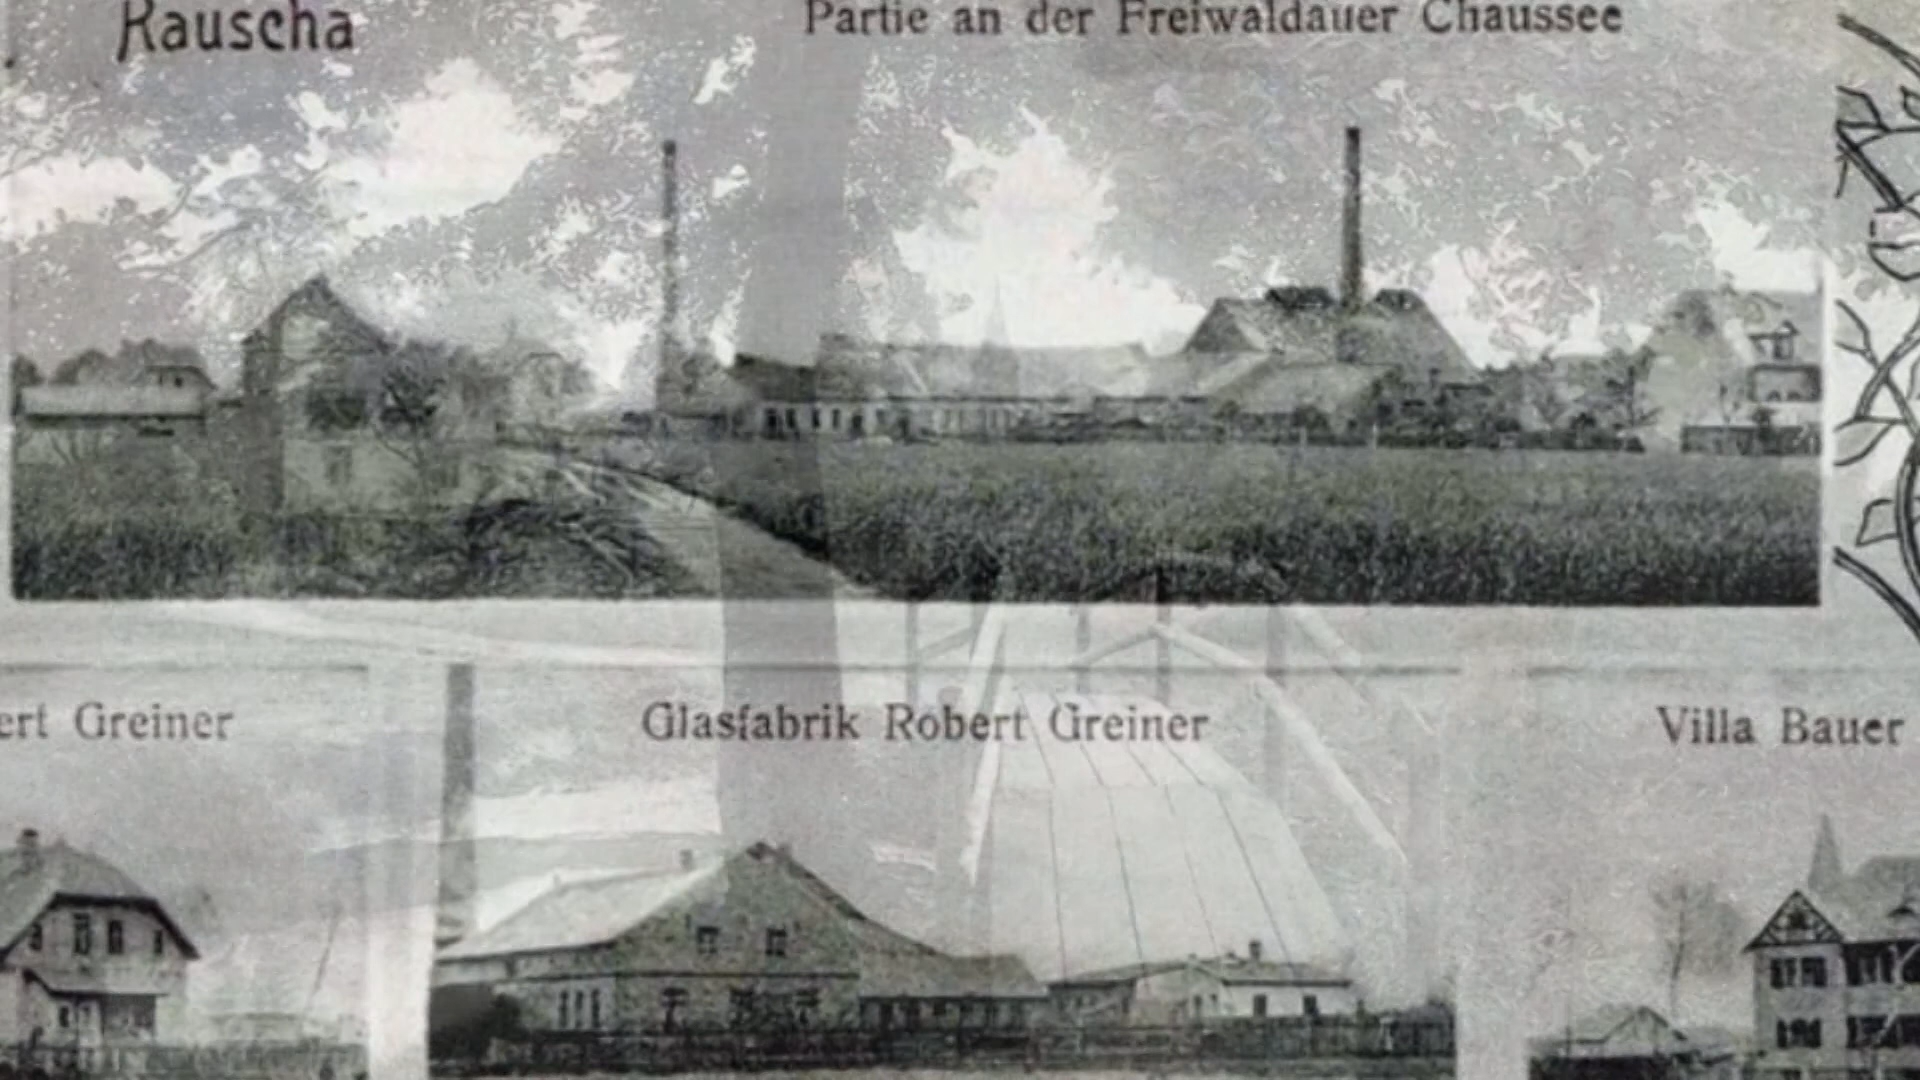 Rauscha
Partie an der Freiwaldauer Chaussee
ert Greiner
Glasfabrik Robert Greiner
Villa Bauer